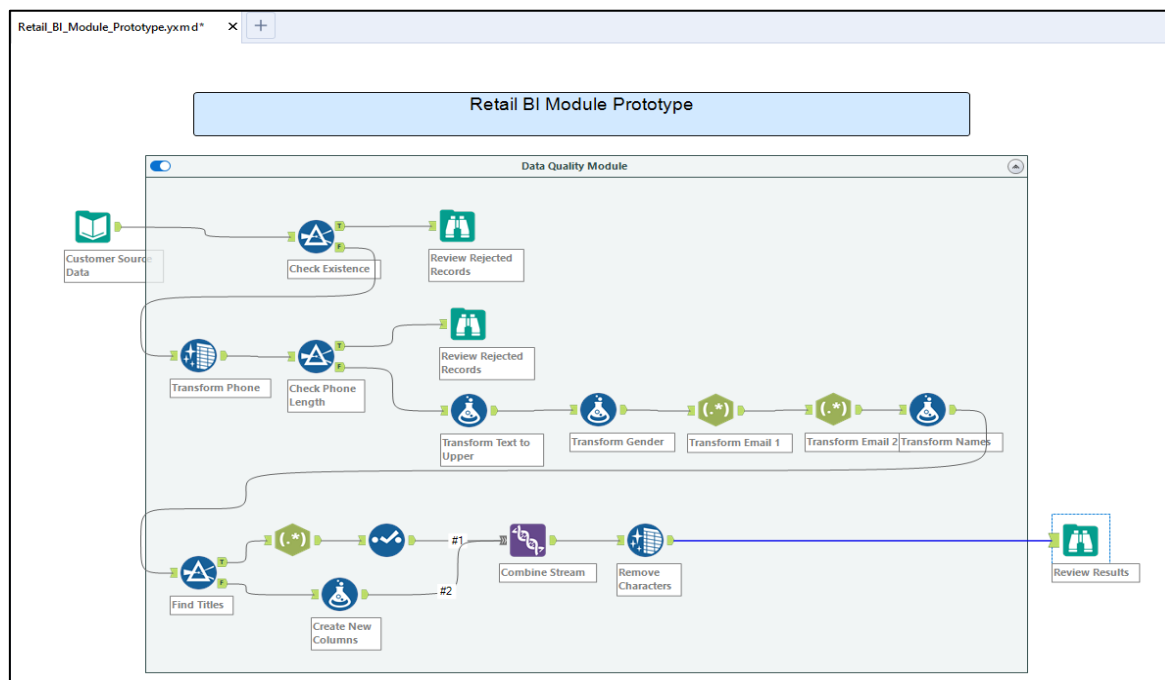 Retail_BI_Module_Prototype.yxmd*
Retail BI Module Prototype
Data Quality Module
Customer Source
Data
T
F
Check Existence
Review Rejected
Records
Transform Phone
T
F
Check Phone
Length
Review Rejected
Records
Transform Text to
Upper
Transform Gender
(.*)
Transform Email 1
(.*)
Transform Email 2
Transform Names
T
F
Find Titles
(.*)
#1
#2
Create New
Columns
Combine Stream
Remove
Characters
Review Results